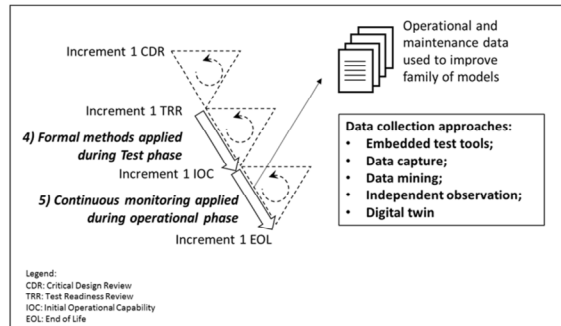 Increment 1 CDR
Operational and
maintenance data
used to improve
family of models
Increment 1 TRR
4) Formal methods applied
during Test phase
Increment 1 IOC
5) Continuous monitoring applied
during operational phase
Increment 1 EOL
Data collection approaches:
• Embedded test tools;
• Data capture;
• Data mining;
• Independent observation;
• Digital twin
Legend:
CDR: Critical Design Review
TRR: Test Readiness Review
IOC: Initial Operational Capability
EOL: End of Life